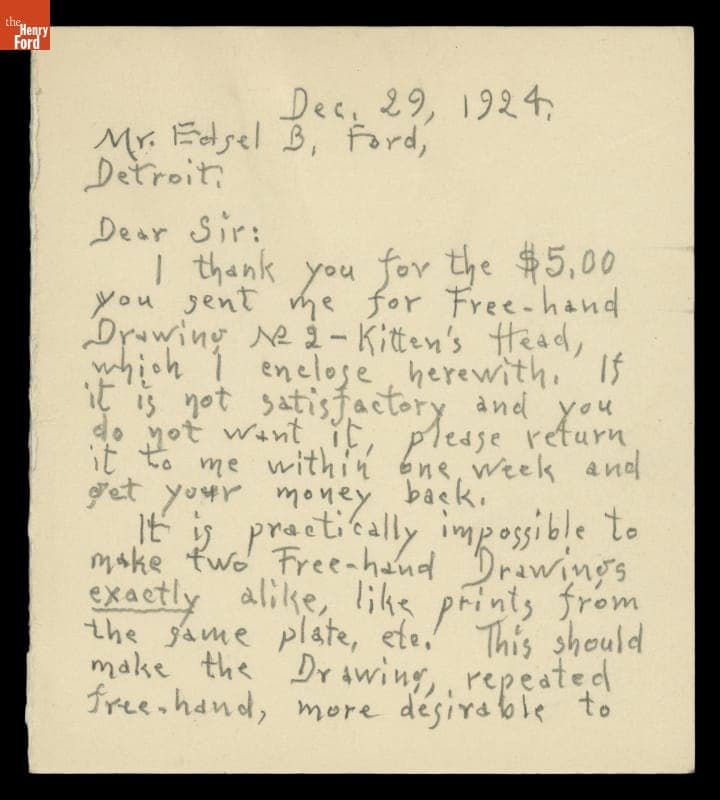 the
Henry
Ford
Dec. 29, 1924.
Mr. Edsel B. Ford,
Detroit.
Dear Sir:
I thank you for the $5.00
you sent me for Free-hand
Drawing № 2 - Kitten's Head,
which I enclose herewith. If
it is not satisfactory and you
do not want it, please return
it to me within one week and
get your money back.
It is practically impossible to
make two Free-hand Drawings
exactly alike, like prints from
the same plate, etc. This should
make the Drawing, repeated
free-hand, more desirable to